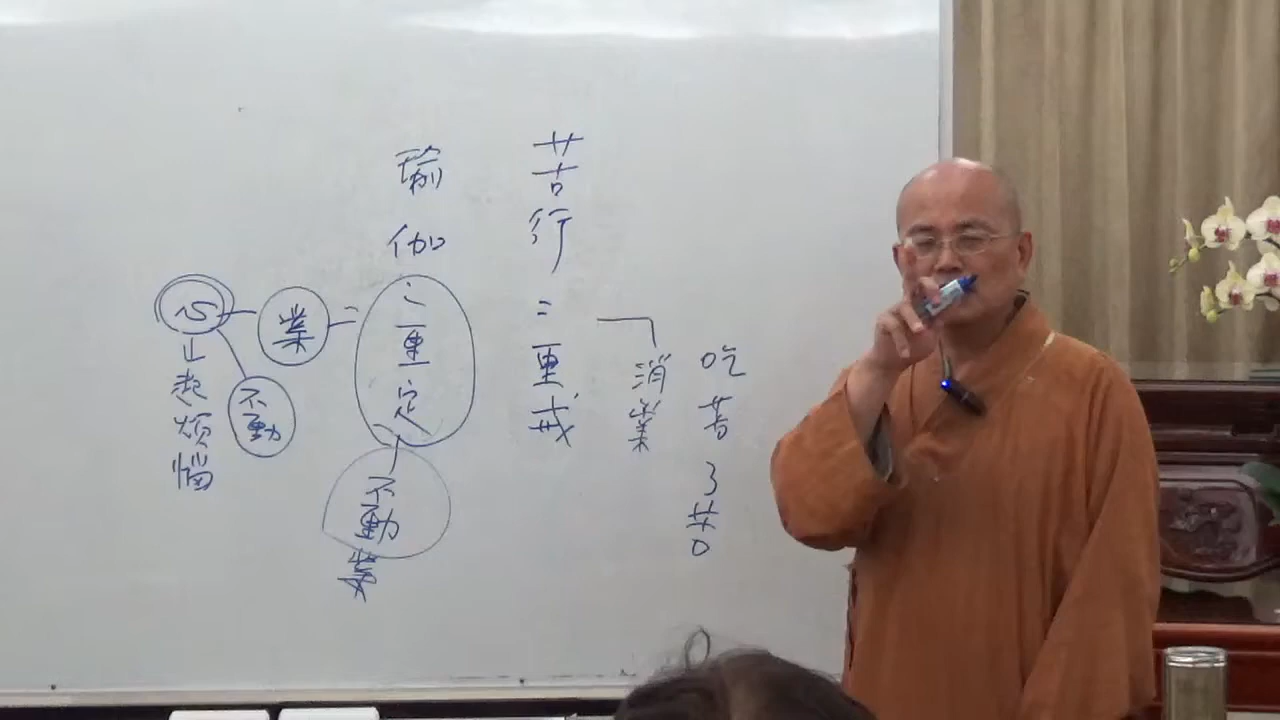 吃苦了苦
消業
苦行:重戒
瑜伽:重定
不動業
業
心
不動
不起煩惱